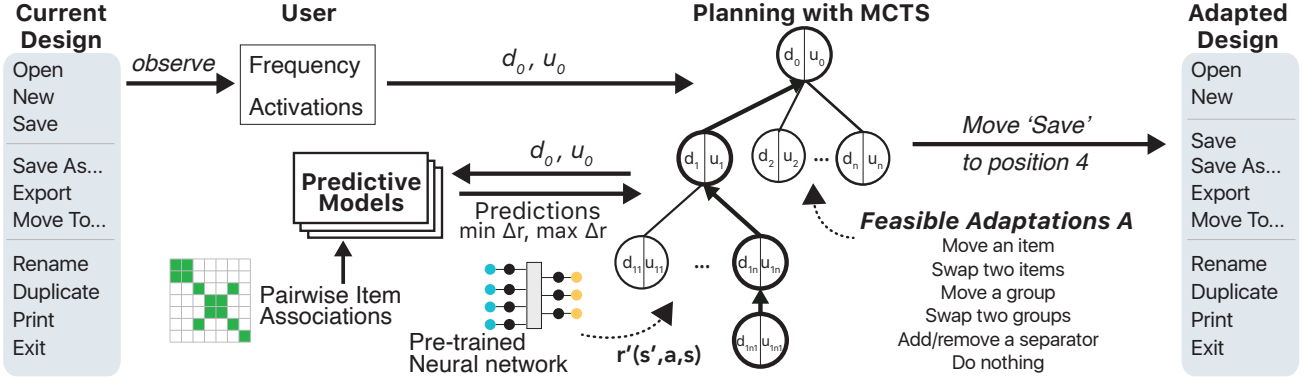 Current
Design
Open
New
Save
Save As...
Export
Move To...
Rename
Duplicate
Print
Exit
observe
User
Frequency
Activations
d0, u0
Predictive
Models
d0, u0
Predictions
min Δr, max Δr
Pairwise Item
Associations
Pre-trained
Neural network
r'(s',a,s)
Planning with MCTS
d0 u0
d1 u1
d2 u2
...
dn un
d11 u11
...
d1n u1n
d1n1 u1n1
Move 'Save'
to position 4
Feasible Adaptations A
Move an item
Swap two items
Move a group
Swap two groups
Add/remove a separator
Do nothing
Adapted
Design
Open
New
Save
Save As...
Export
Move To...
Rename
Duplicate
Print
Exit